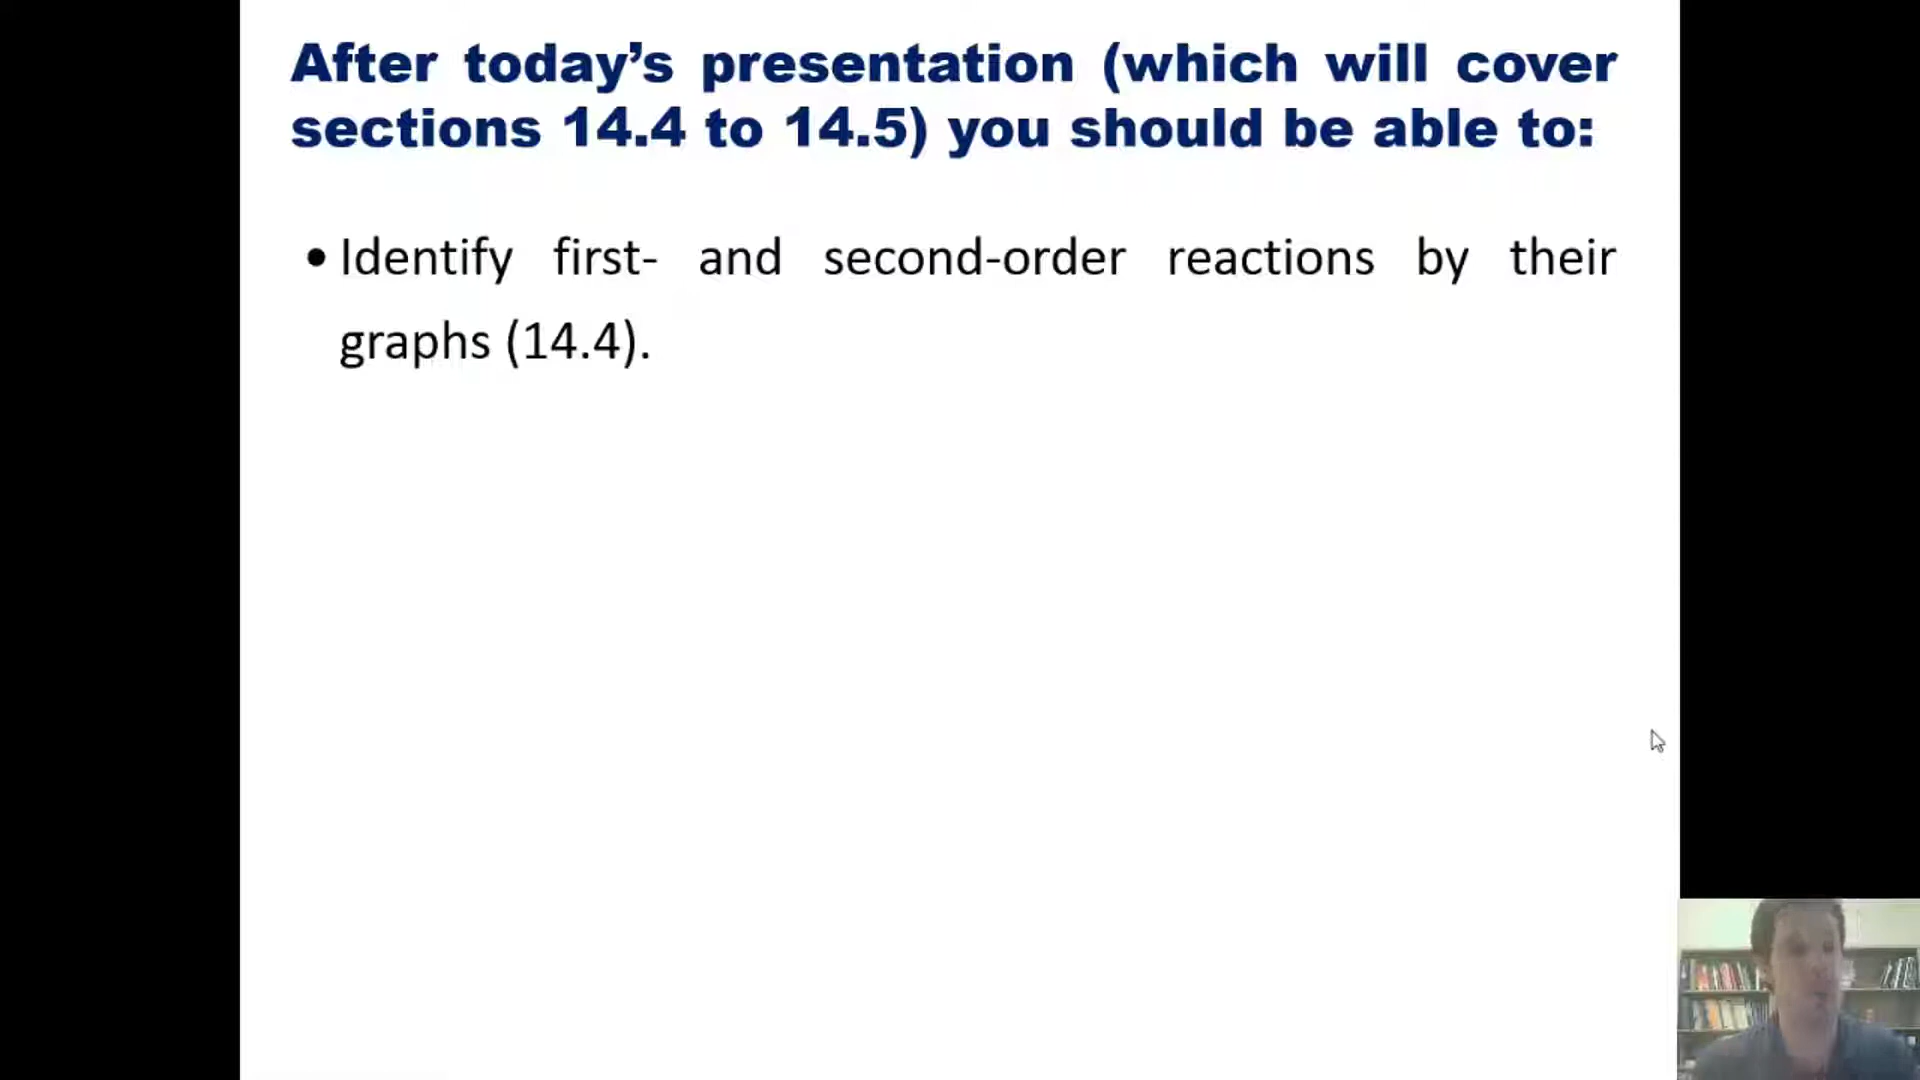 After today’s presentation (which will cover
sections 14.4 to 14.5) you should be able to:
• Identify first- and second-order reactions by their
graphs (14.4).